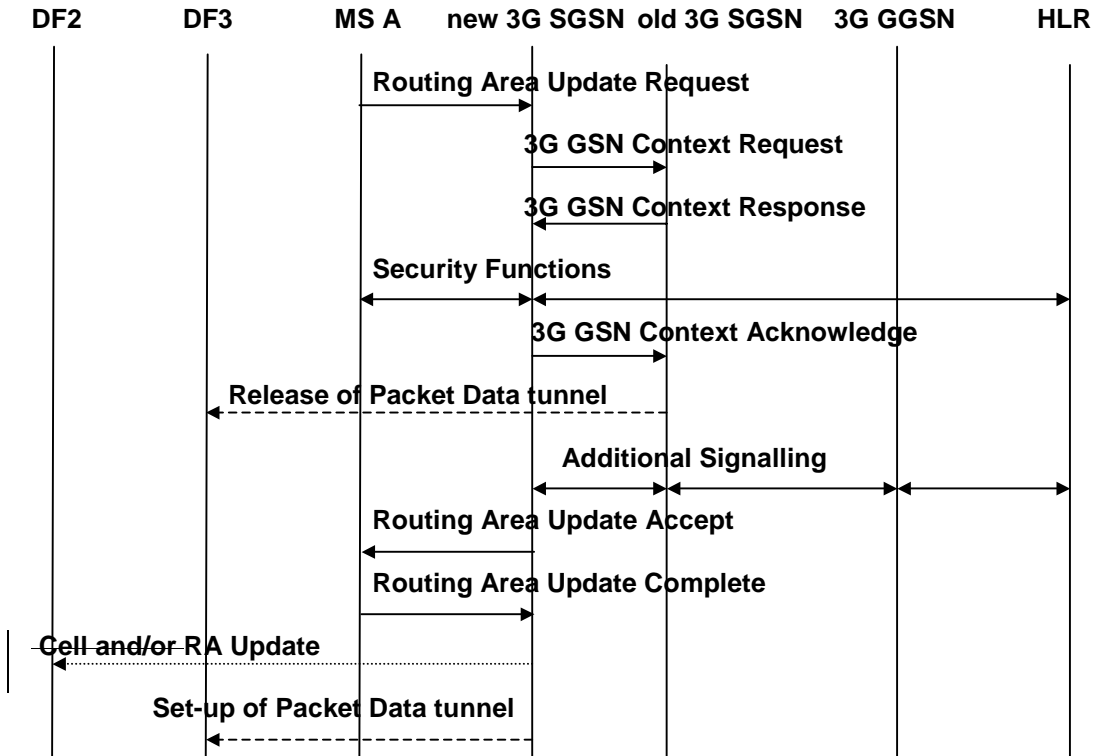 DF2 DF3 MS A new 3G SGSN old 3G SGSN 3G GGSN HLR
Routing Area Update Request
3G GSN Context Request
3G GSN Context Response
Security Functions
3G GSN Context Acknowledge
Release of Packet Data tunnel
Additional Signalling
Routing Area Update Accept
Routing Area Update Complete
Cell and/or RA Update
Set-up of Packet Data tunnel